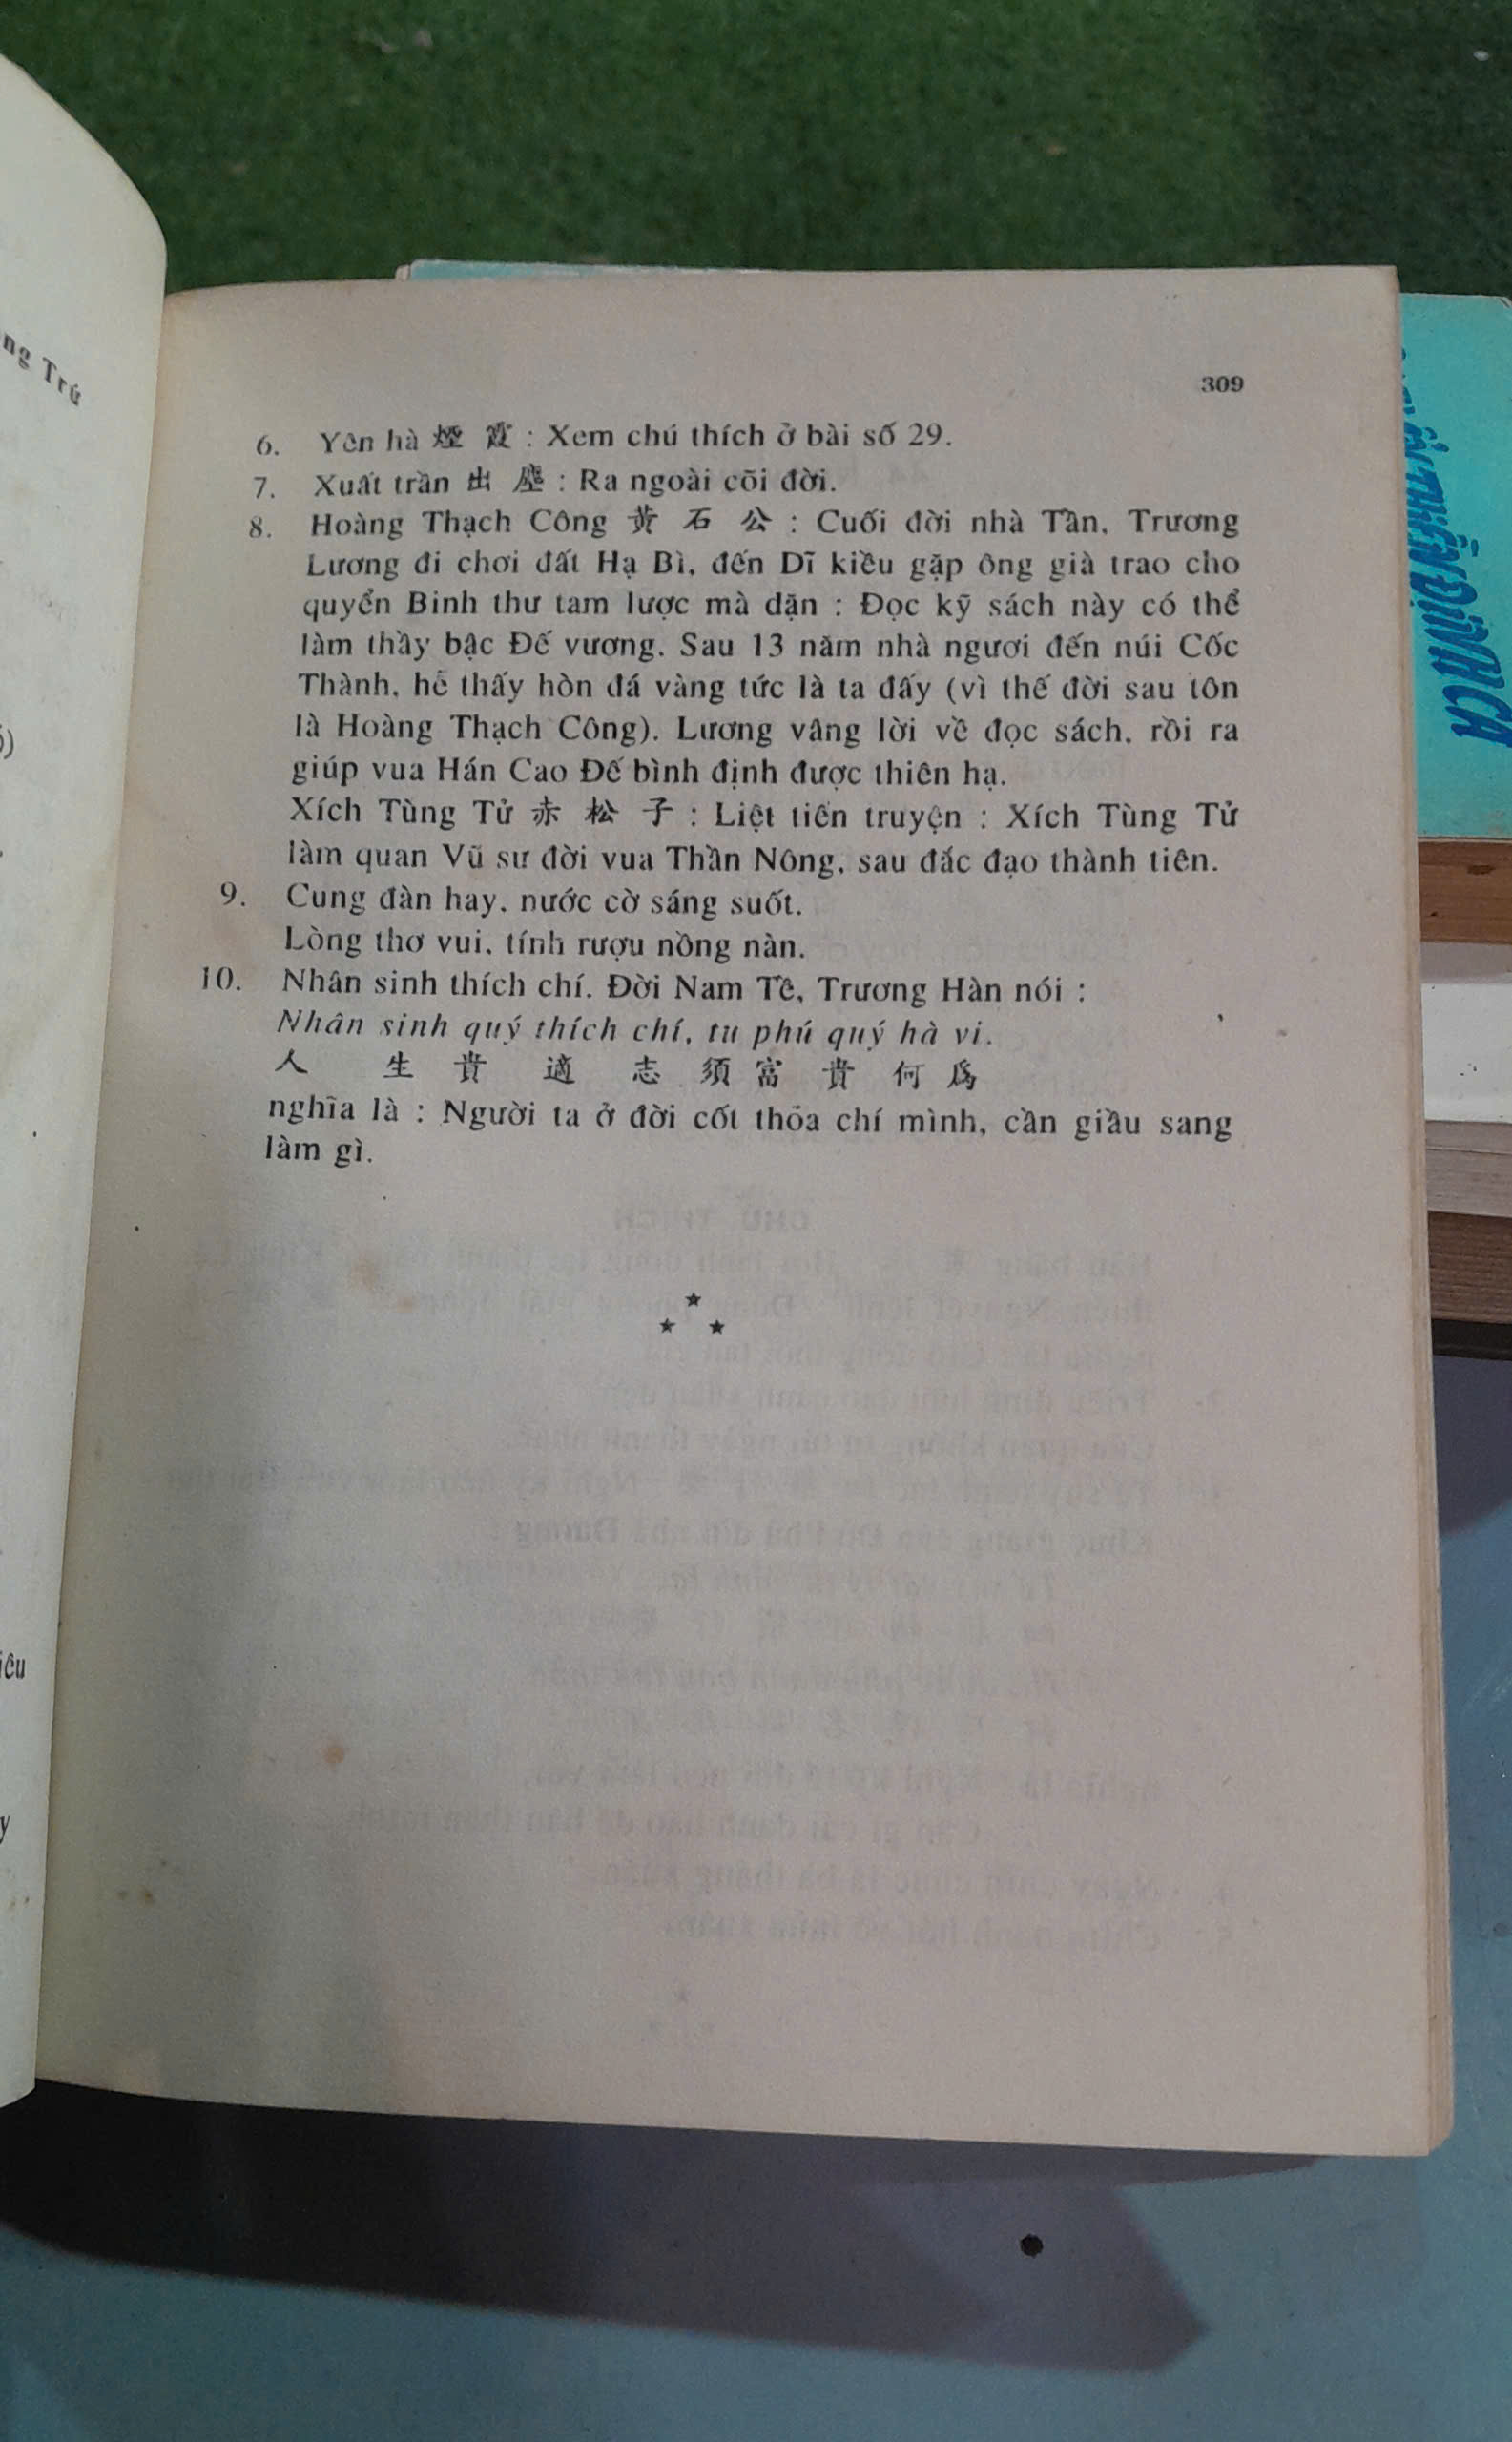 ng Trứ
309
6. Yên hà 煙 霞 : Xem chú thích ở bài số 29.
7. Xuất trần 出 塵 : Ra ngoài cõi đời.
8. Hoàng Thạch Công 黃 石 公 : Cuối đời nhà Tần, Trương
Lương đi chơi đất Hạ Bì, đến Dĩ kiều gặp ông già trao cho
quyển Binh thư tam lược mà dặn : Đọc kỹ sách này có thể
làm thầy bậc Đế vương. Sau 13 năm nhà ngươi đến núi Cốc
Thành, hễ thấy hòn đá vàng tức là ta đấy (vì thế đời sau tôn
là Hoàng Thạch Công). Lương vâng lời về đọc sách, rồi ra
giúp vua Hán Cao Đế bình định được thiên hạ.
Xích Tùng Tử 赤 松 子 : Liệt tiên truyện : Xích Tùng Tử
làm quan Vũ sư đời vua Thần Nông, sau đắc đạo thành tiên.
9. Cung đàn hay, nước cờ sáng suốt.
Lòng thơ vui, tính rượu nồng nàn.
10. Nhân sinh thích chí. Đời Nam Tề, Trương Hàn nói :
Nhân sinh quý thích chí, tu phú quý hà vi.
人 生 貴 適 志 須 富 貴 何 為
nghĩa là : Người ta ở đời cốt thỏa chí mình, cần giầu sang
làm gì.